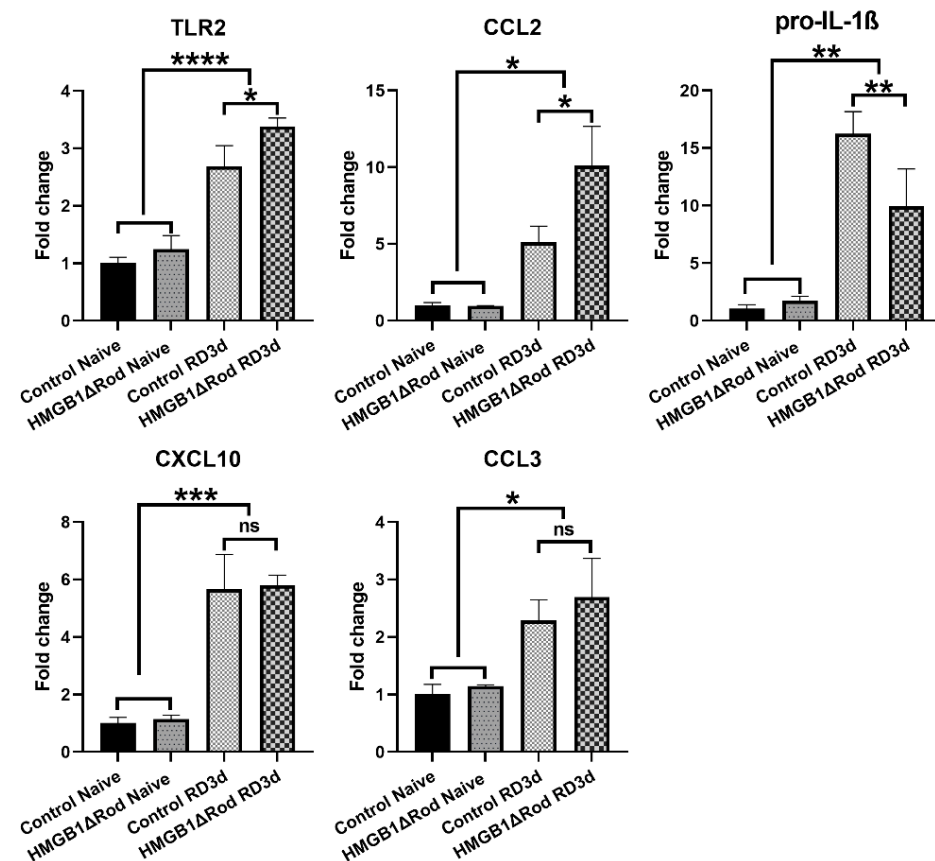 TLR2
****
*
4
3
2
1
0
Fold change
Control Naive
HMGB1ΔRod Naive
Control RD3d
HMGB1ΔRod RD3d
CCL2
*
*
15
10
5
0
Fold change
Control Naive
HMGB1ΔRod Naive
Control RD3d
HMGB1ΔRod RD3d
pro-IL-1ß
**
**
20
15
10
5
0
Fold change
Control Naive
HMGB1ΔRod Naive
Control RD3d
HMGB1ΔRod RD3d
CXCL10
***
ns
8
6
4
2
0
Fold change
Control Naive
HMGB1ΔRod Naive
Control RD3d
HMGB1ΔRod RD3d
CCL3
*
ns
4
3
2
1
0
Fold change
Control Naive
HMGB1ΔRod Naive
Control RD3d
HMGB1ΔRod RD3d